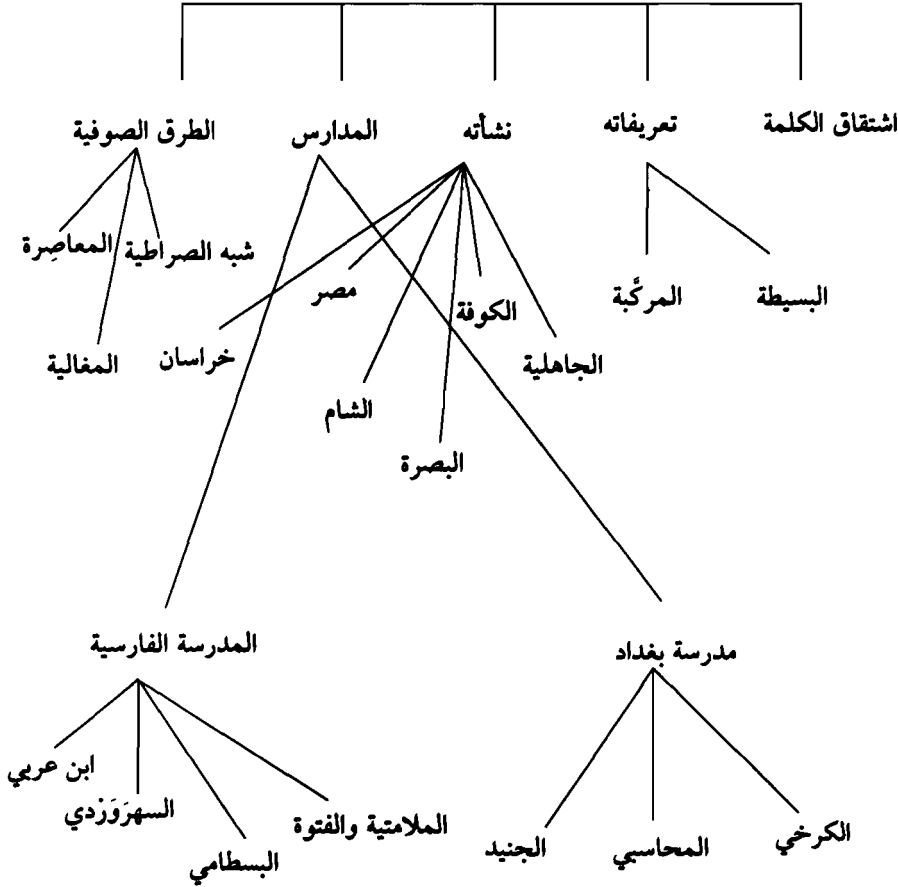 اشتقاق الكلمة
تعريفاته
نشأته
المدارس
الطرق الصوفية
البسيطة
المركَّبة
الجاهلية
الكوفة
البصرة
الشام
مصر
خراسان
شبه الصراطية
المغالية
المعاصِرة
مدرسة بغداد
المدرسة الفارسية
الكرخي
المحاسبي
الجنيد
الملامتية والفتوة
البسطامي
السهرَوَرْدي
ابن عربي